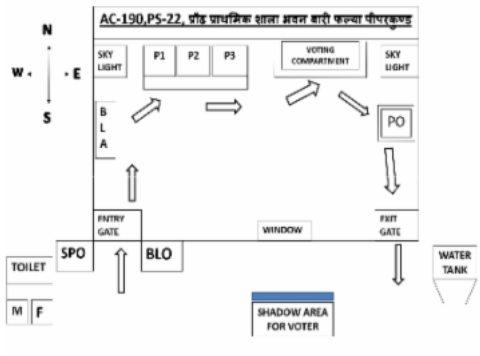 AC-190,PS-22, प्रौढ प्राथमिक शाला भवन बारी फल्या पीपरकुण्ड
N
W
E
S
SKY
LIGHT
P1
P2
P3
VOTING
COMPARTMENT
SKY
LIGHT
B
L
A
PO
ENTRY
GATE
WINDOW
EXIT
GATE
SPO
BLO
TOILET
M
F
WATER
TANK
SHADOW AREA
FOR VOTER